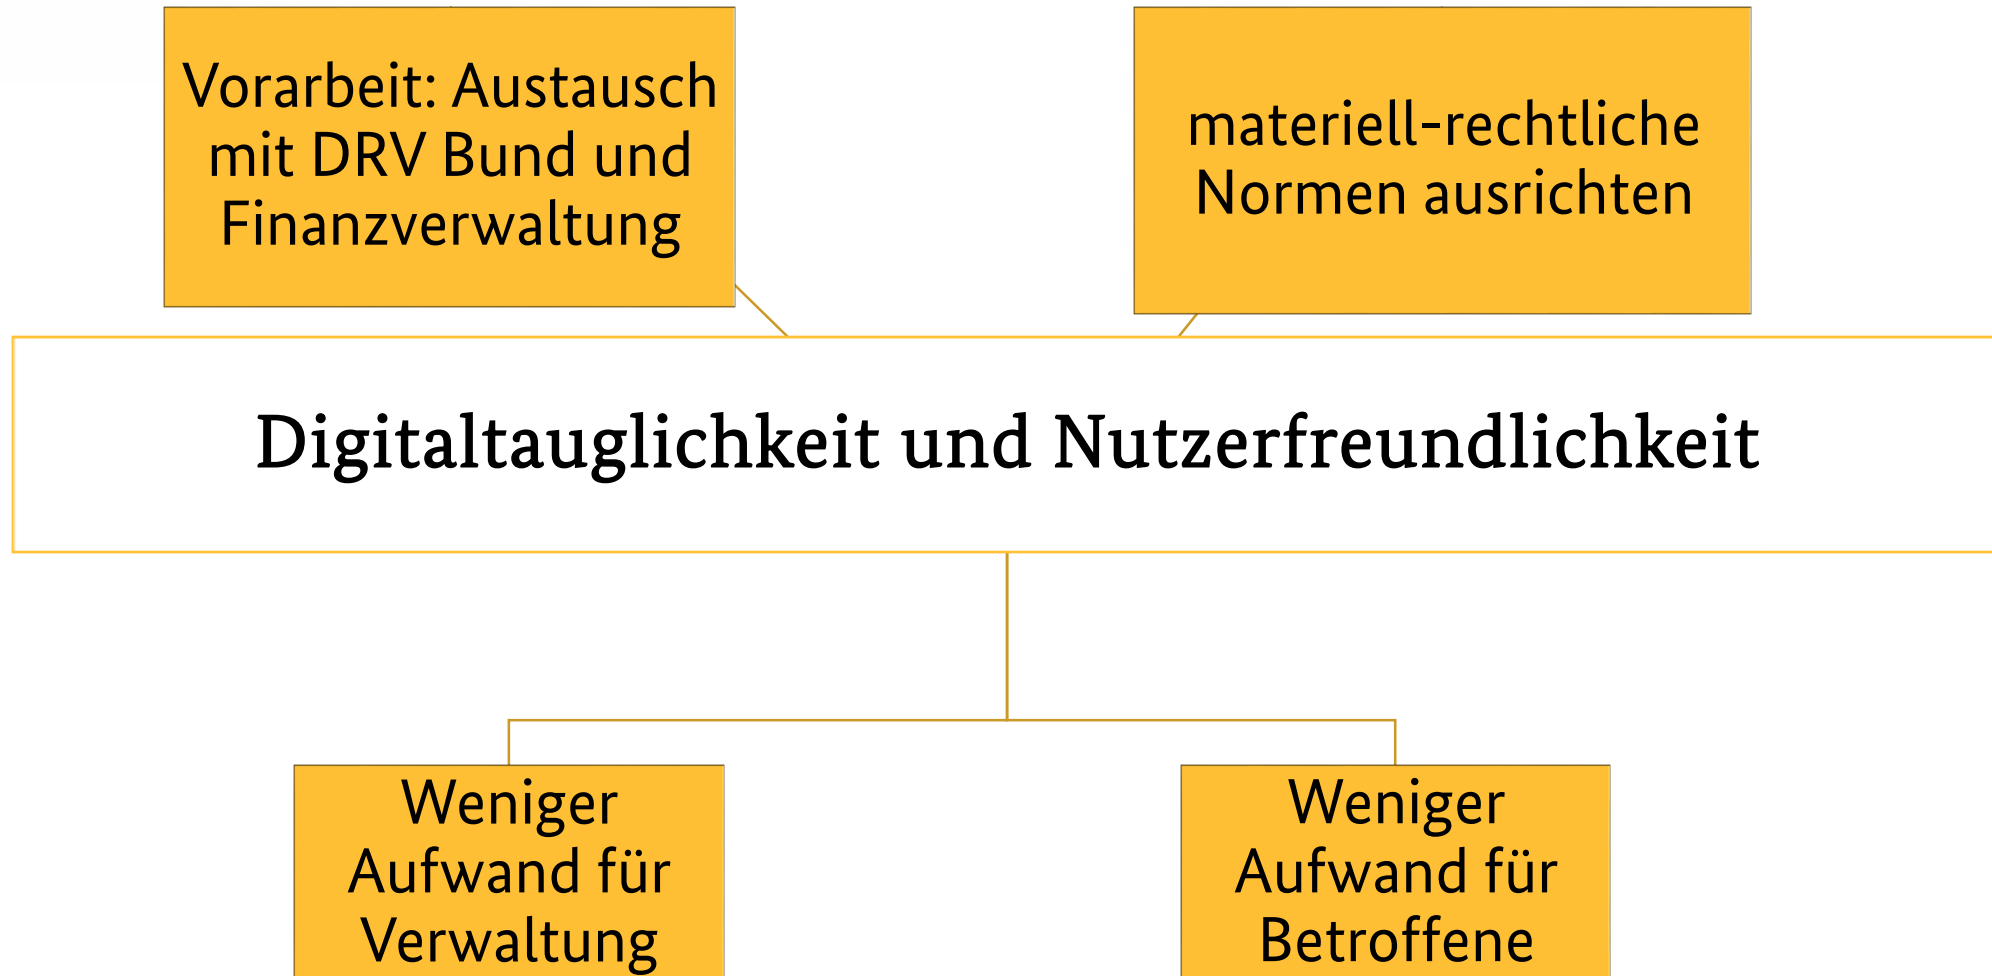 Vorarbeit: Austausch
mit DRV Bund und
Finanzverwaltung
materiell-rechtliche
Normen ausrichten
Digitaltauglichkeit und Nutzerfreundlichkeit
Weniger
Aufwand für
Verwaltung
Weniger
Aufwand für
Betroffene